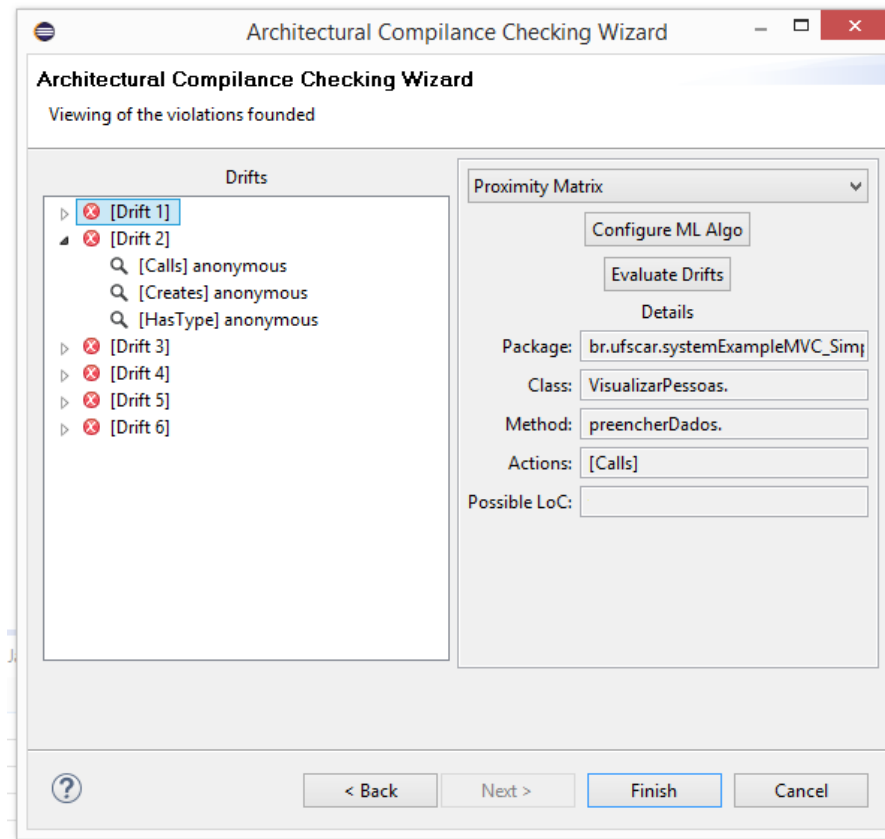 Architectural Compilance Checking Wizard
Architectural Compilance Checking Wizard
Viewing of the violations founded
Drifts
[Drift 1]
[Drift 2]
[Calls] anonymous
[Creates] anonymous
[HasType] anonymous
[Drift 3]
[Drift 4]
[Drift 5]
[Drift 6]
Proximity Matrix
Configure ML Algo
Evaluate Drifts
Details
Package: br.ufscar.systemExampleMVC_Simp
Class: VisualizarPessoas.
Method: preencherDados.
Actions: [Calls]
Possible LoC:
? < Back Next > Finish Cancel